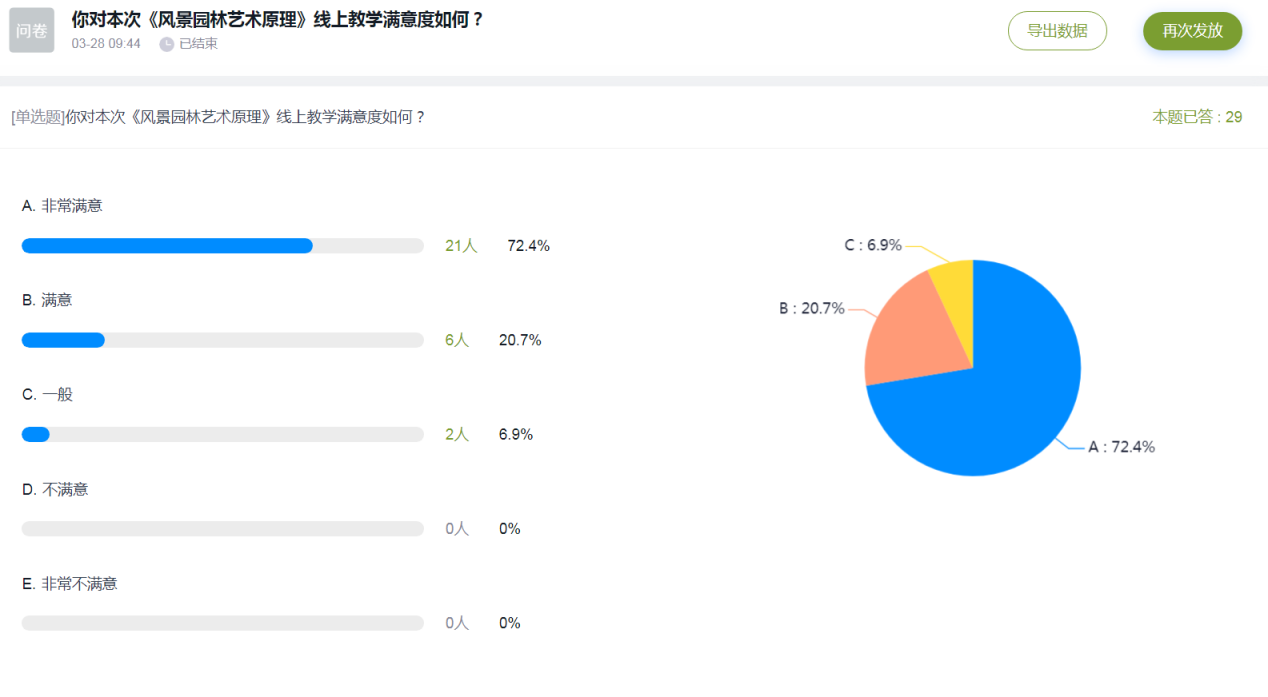 问卷
你对本次《风景园林艺术原理》线上教学满意度如何？
03-28 09:44 已结束
导出数据
再次发放
[单选题]你对本次《风景园林艺术原理》线上教学满意度如何？
本题已答 : 29
A. 非常满意
21人 72.4%
B. 满意
6人 20.7%
C. 一般
2人 6.9%
D. 不满意
0人 0%
E. 非常不满意
0人 0%
C : 6.9%
B : 20.7%
A : 72.4%